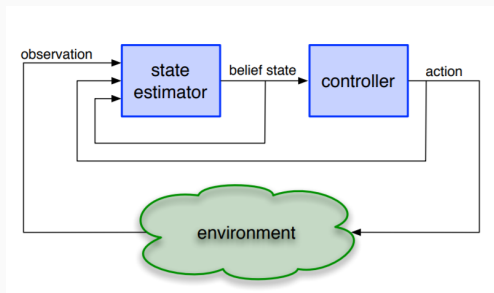 observation
state
estimator
belief state
controller
action
environment